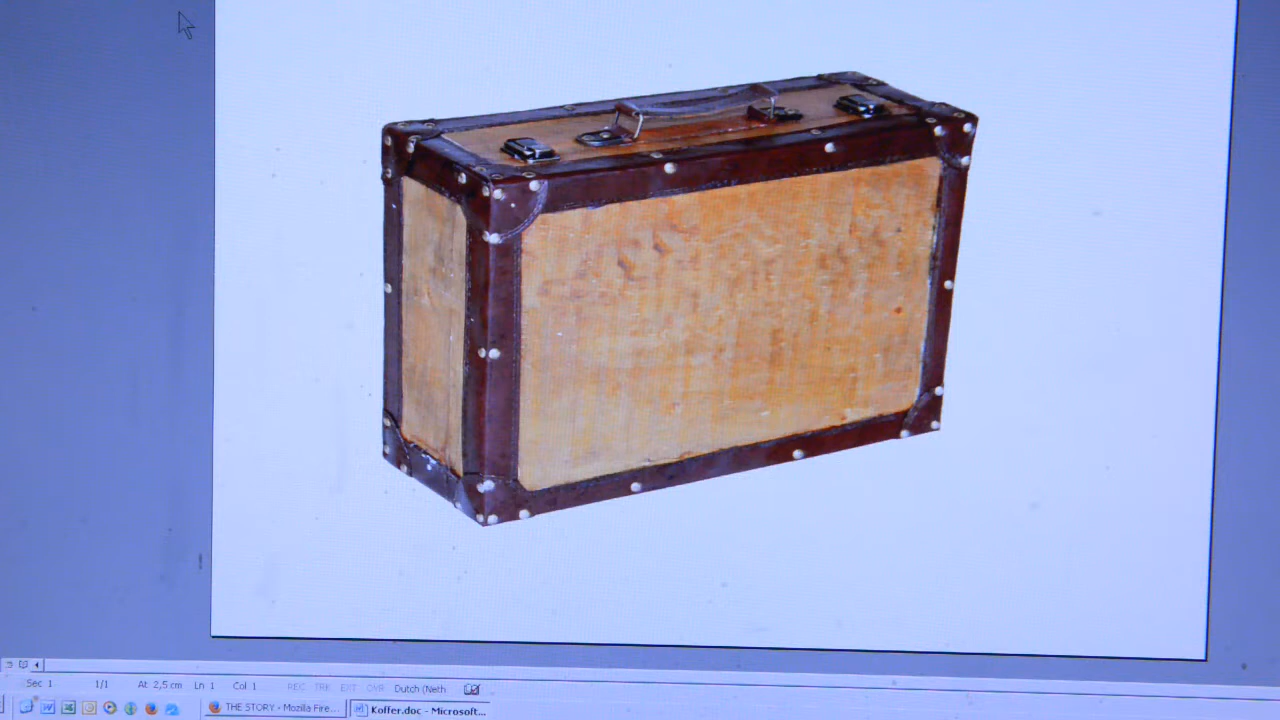 Sec 1 1/1 At 2,5 cm Ln 1 Col 1 REC TRK EXT OVR Dutch (Neth
THE STORY - Mozilla Fire... Koffer.doc - Microsoft...